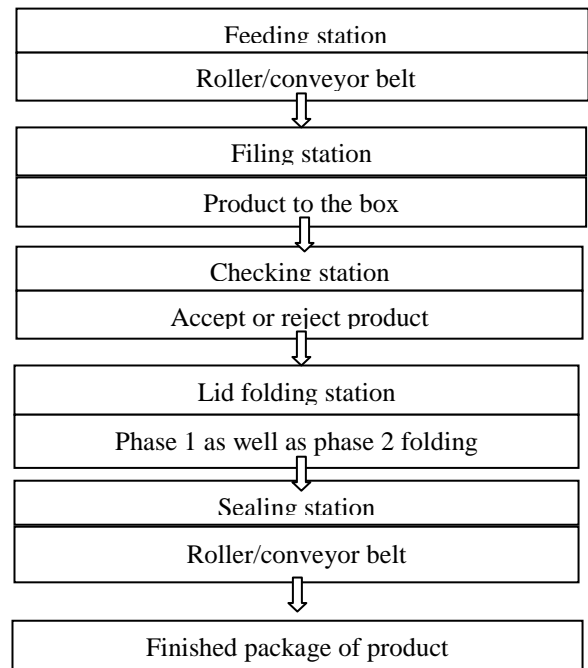 Feeding station
Roller/conveyor belt
Filing station
Product to the box
Checking station
Accept or reject product
Lid folding station
Phase 1 as well as phase 2 folding
Sealing station
Roller/conveyor belt
Finished package of product